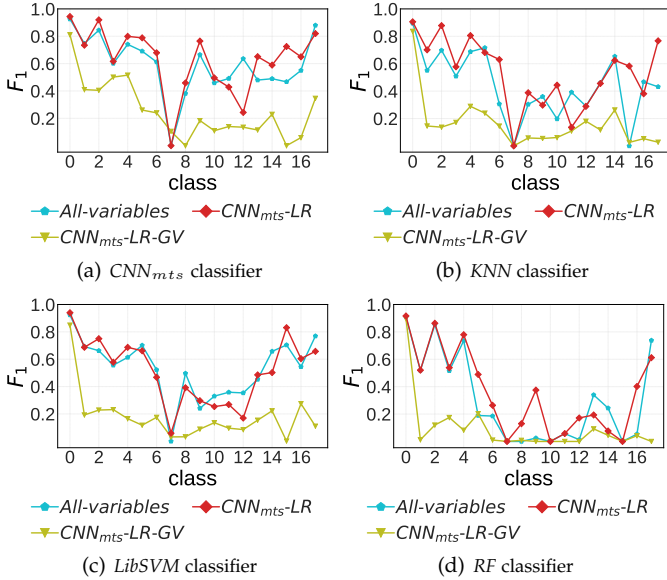 1.0
0.8
0.6
0.4
0.2
F1
0 2 4 6 8 10 12 14 16
class
All-variables CNNmts-LR
CNNmts-LR-GV
(a) CNNmts classifier
1.0
0.8
0.6
0.4
0.2
F1
0 2 4 6 8 10 12 14 16
class
All-variables CNNmts-LR
CNNmts-LR-GV
(b) KNN classifier
1.0
0.8
0.6
0.4
0.2
F1
0 2 4 6 8 10 12 14 16
class
All-variables CNNmts-LR
CNNmts-LR-GV
(c) LibSVM classifier
1.0
0.8
0.6
0.4
0.2
F1
0 2 4 6 8 10 12 14 16
class
All-variables CNNmts-LR
CNNmts-LR-GV
(d) RF classifier